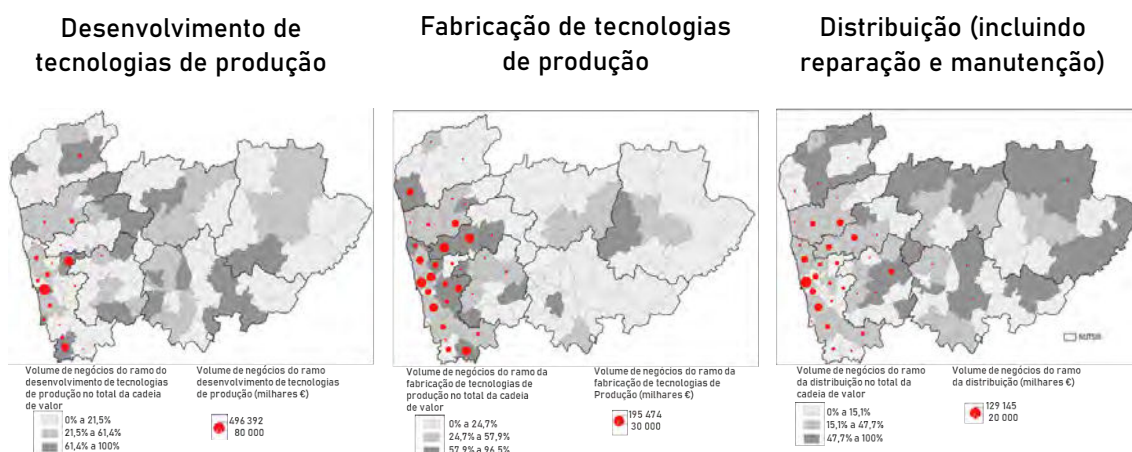 Desenvolvimento de
tecnologias de produção
Fabricação de tecnologias
de produção
Distribuição (incluindo
reparação e manutenção)
Volume de negócios do ramo do
desenvolvimento de tecnologias
de produção no total da cadeia
de valor
0% a 21,5%
21,5% a 61,4%
61,4% a 100%
Volume de negócios do ramo
desenvolvimento de tecnologias
de produção (milhares €)
496 392
80 000
Volume de negócios do ramo da
fabricação de tecnologias de
produção no total da cadeia de
valor
0% a 24,7%
24,7% a 57,9%
57,9% a 96,5%
Volume de negócios do ramo da
fabricação de tecnologias de
Produção (milhares €)
195 474
30 000
Volume de negócios do ramo
da distribuição no total da
cadeia de valor
0% a 15,1%
15,1% a 47,7%
47,7% a 100%
Volume de negócios do ramo
da distribuição (milhares €)
129 145
20 000